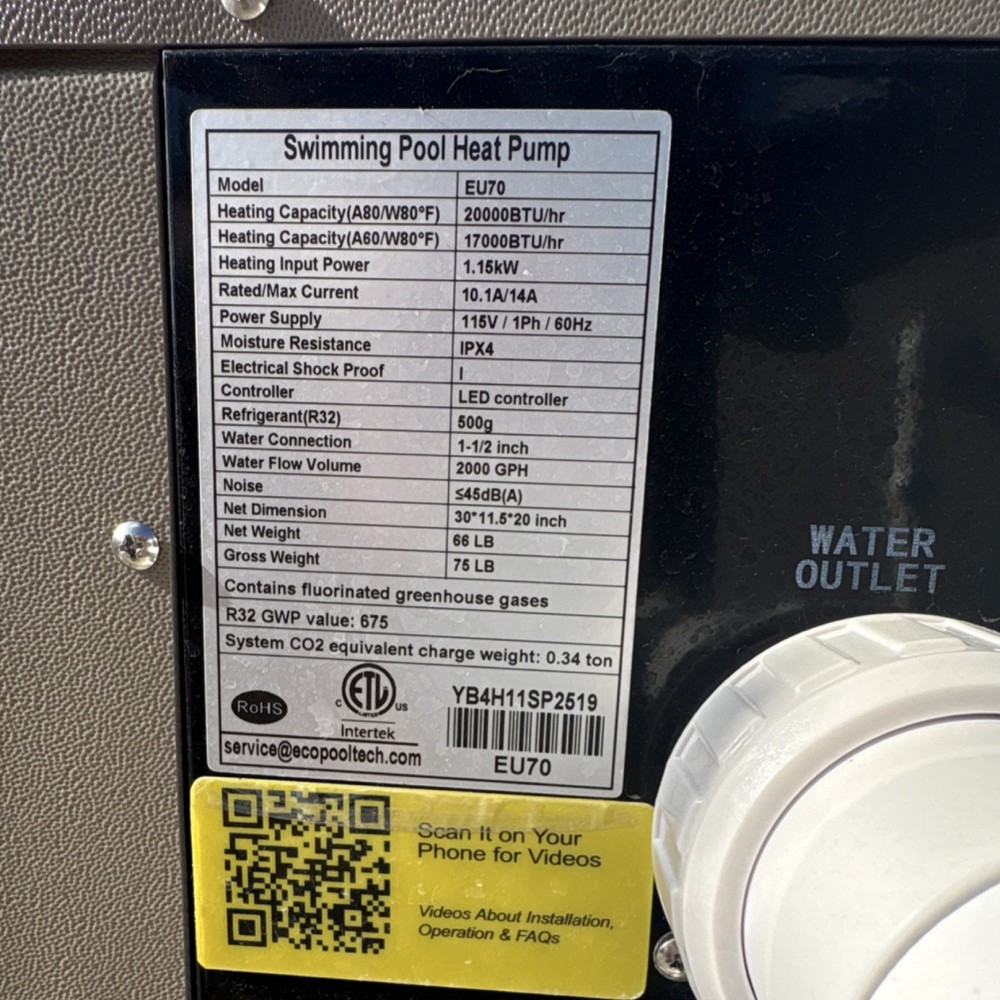 Swimming Pool Heat Pump
Model EU70
Heating Capacity(A80/W80°F) 20000BTU/hr
Heating Capacity(A60/W80°F) 17000BTU/hr
Heating Input Power 1.15kW
Rated/Max Current 10.1A/14A
Power Supply 115V / 1Ph / 60Hz
Moisture Resistance IPX4
Electrical Shock Proof I
Controller LED controller
Refrigerant(R32) 500g
Water Connection 1-1/2 inch
Water Flow Volume 2000 GPH
Noise ≤45dB(A)
Net Dimension 30*11.5*20 inch
Net Weight 66 LB
Gross Weight 75 LB
Contains fluorinated greenhouse gases
R32 GWP value: 675
System CO2 equivalent charge weight: 0.34 ton
RoHS
C ETL US
Intertek
service@ecopooltech.com
YB4H11SP2519
EU70
WATER
OUTLET
Scan It on Your
Phone for Videos
Videos About Installation,
Operation & FAQs